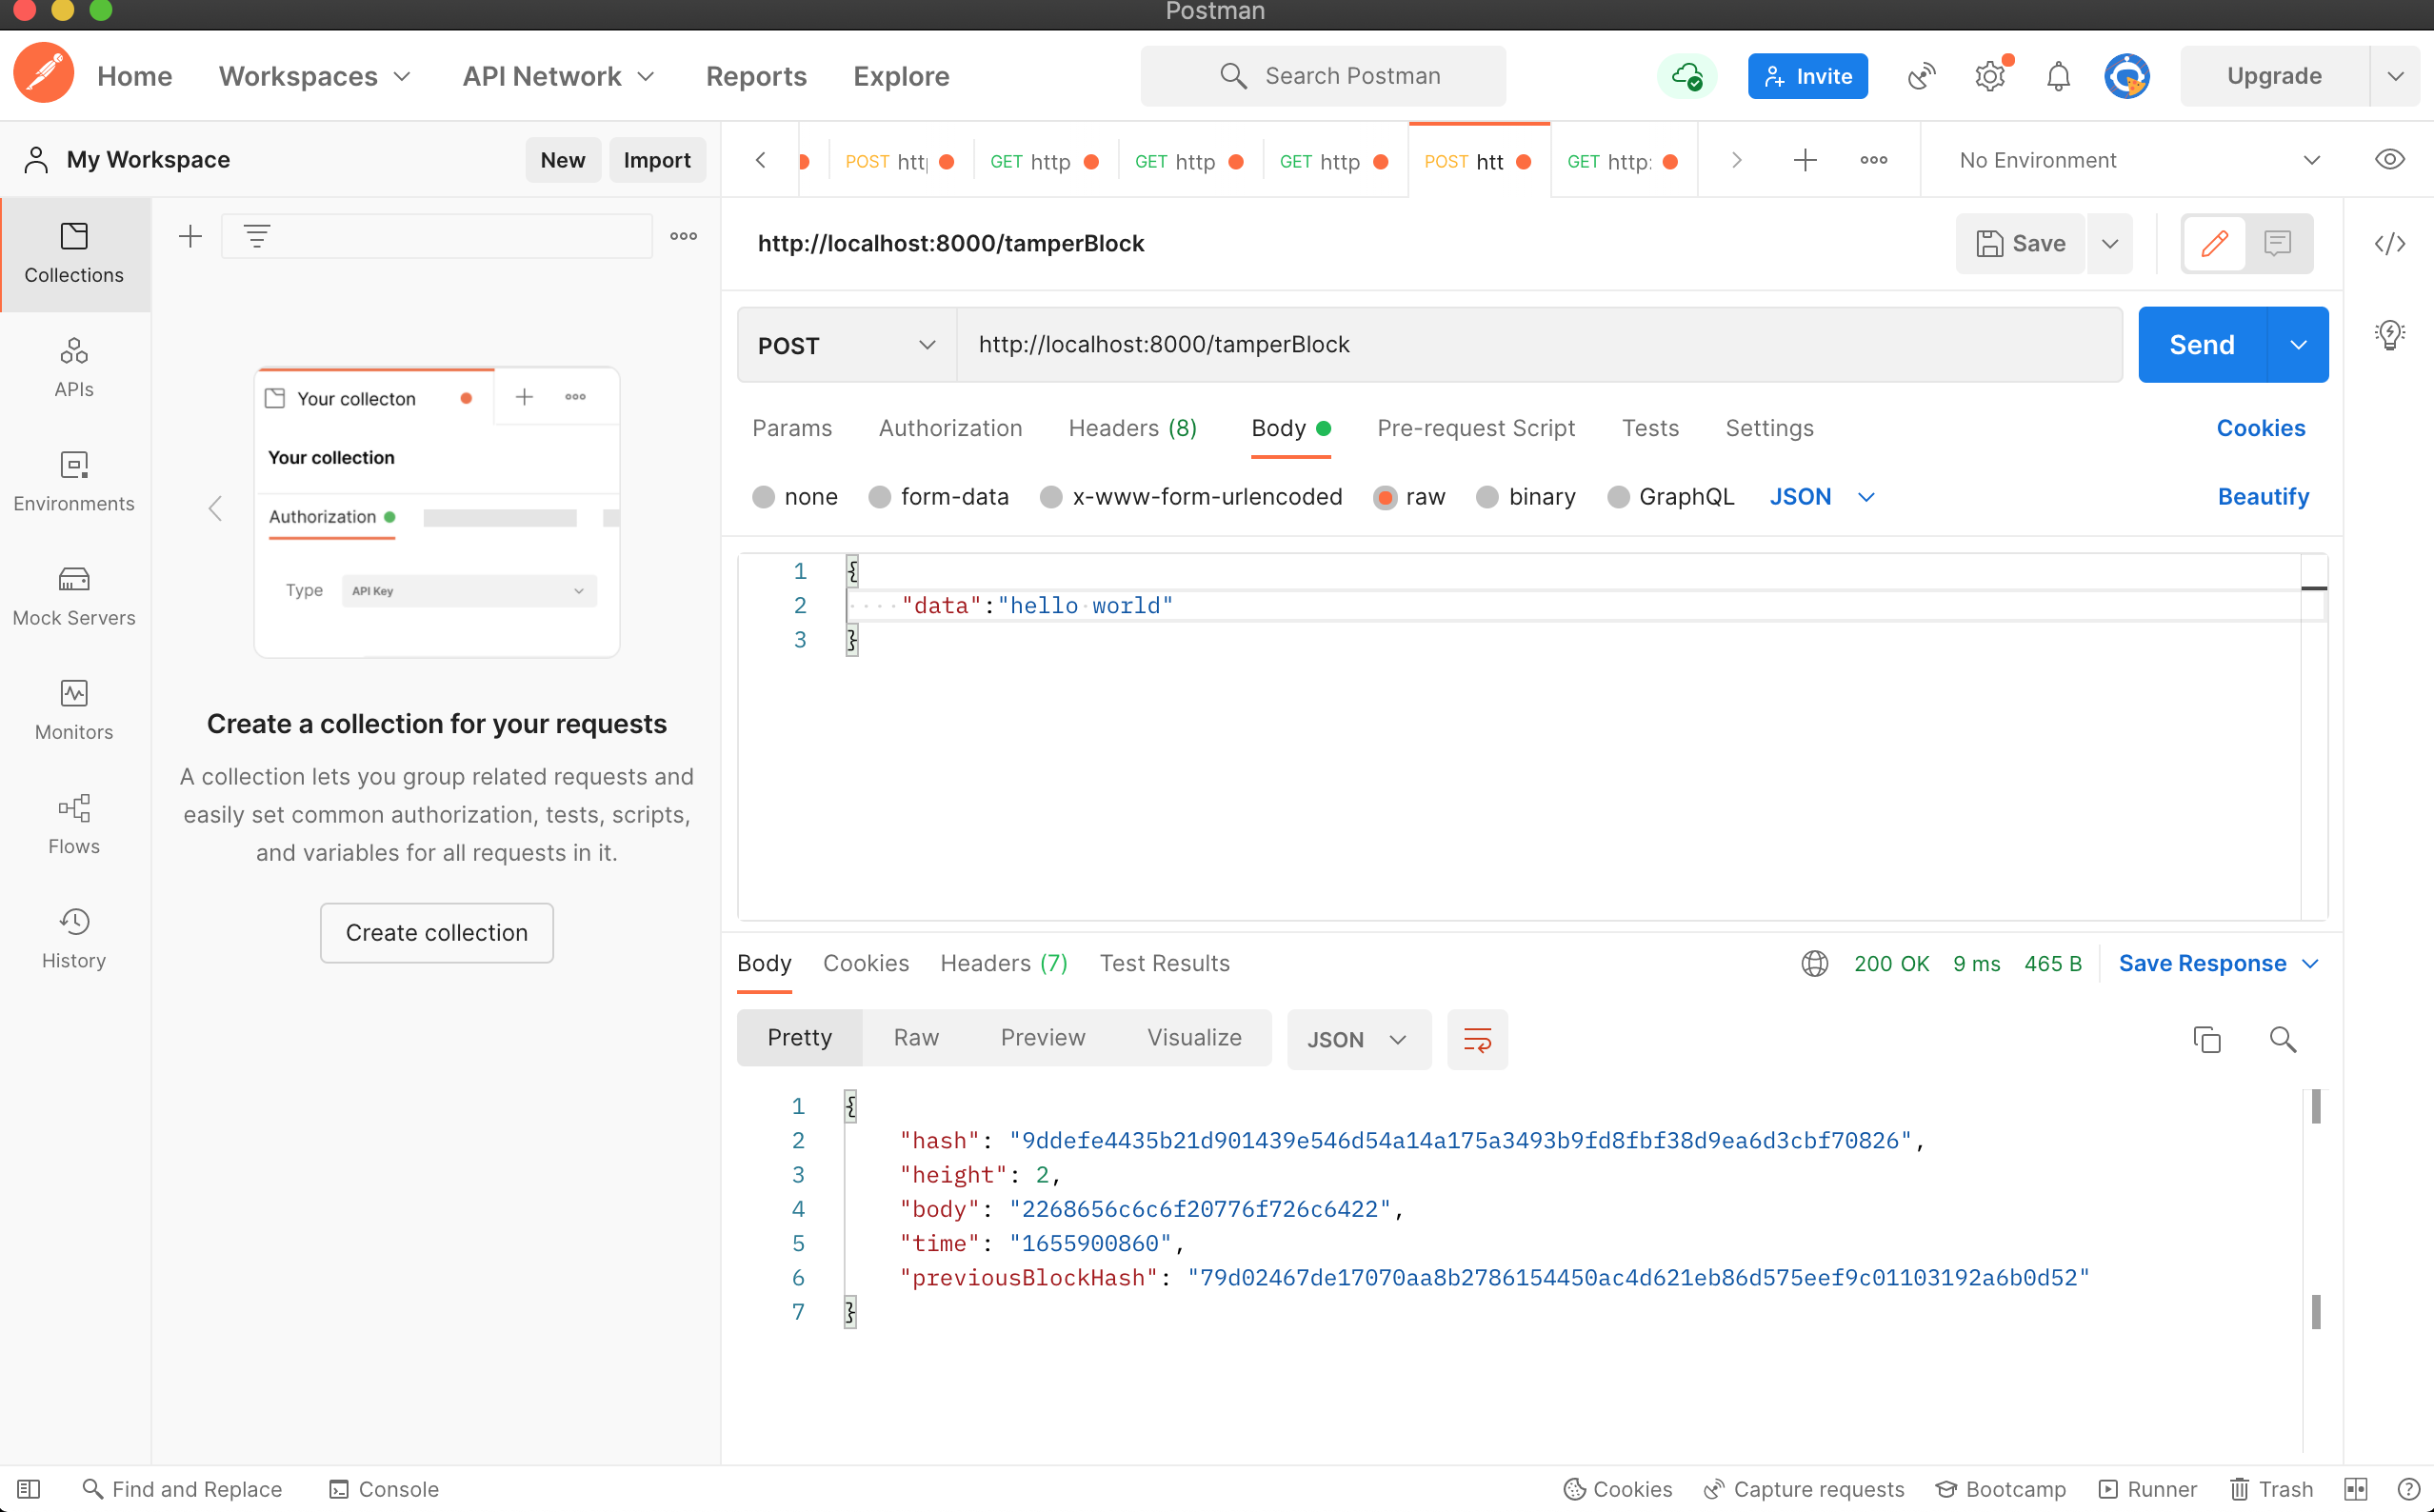 Postman
Home Workspaces API Network Reports Explore Search Postman Invite Upgrade
My Workspace New Import
POST http GET http GET http GET http POST htt GET http: No Environment
Collections
APIs
Environments
Mock Servers
Monitors
Flows
History
Your collecton
Your collection
Authorization
Type API Key
Create a collection for your requests
A collection lets you group related requests and
easily set common authorization, tests, scripts,
and variables for all requests in it.
Create collection
http://localhost:8000/tamperBlock Save
POST http://localhost:8000/tamperBlock Send
Params Authorization Headers (8) Body Pre-request Script Tests Settings Cookies
none form-data x-www-form-urlencoded raw binary GraphQL JSON Beautify
1 {
2 "data":"hello world"
3 }
Body Cookies Headers (7) Test Results 200 OK 9 ms 465 B Save Response
Pretty Raw Preview Visualize JSON
1 {
2 "hash": "9ddefe4435b21d901439e546d54a14a175a3493b9fd8fbf38d9ea6d3cbf70826",
3 "height": 2,
4 "body": "2268656c6c6f20776f726c6422",
5 "time": "1655900860",
6 "previousBlockHash": "79d02467de17070aa8b2786154450ac4d621eb86d575eef9c01103192a6b0d52"
7 }
Find and Replace Console Cookies Capture requests Bootcamp Runner Trash